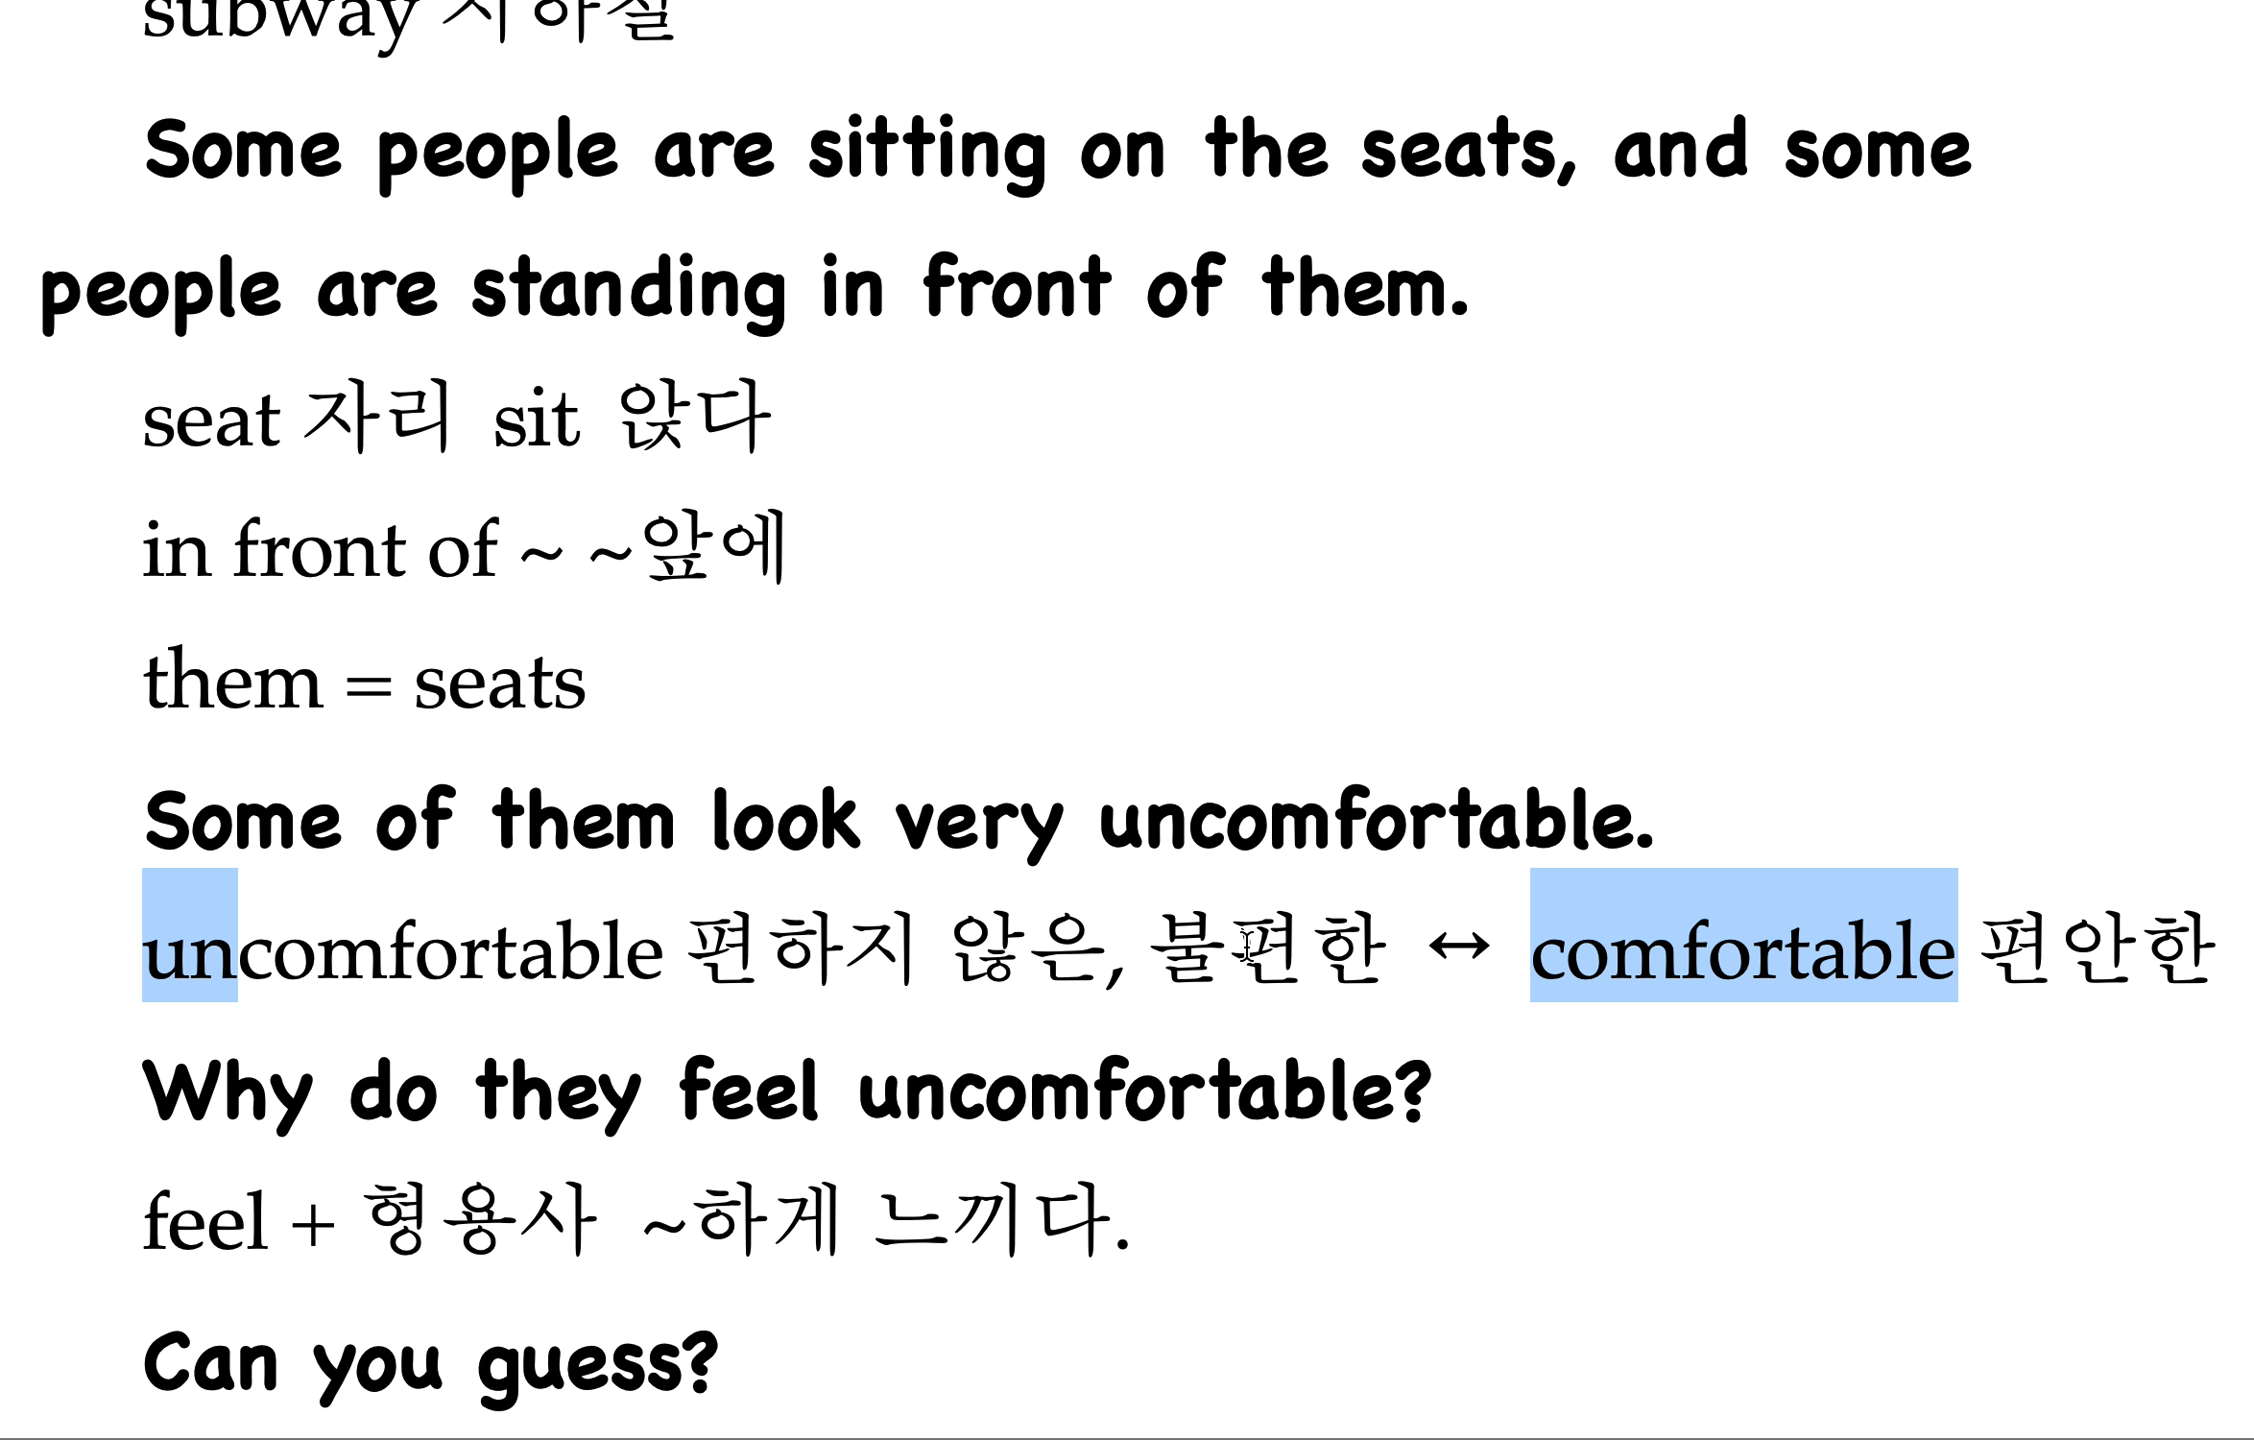 subway 지하철
Some people are sitting on the seats, and some
people are standing in front of them.
seat 자리 sit 앉다
in front of ~ ~앞에
them = seats
Some of them look very uncomfortable.
uncomfortable 편하지 않은, 불편한 ↔ comfortable 편안한
Why do they feel uncomfortable?
feel + 형용사 ~하게 느끼다.
Can you guess?